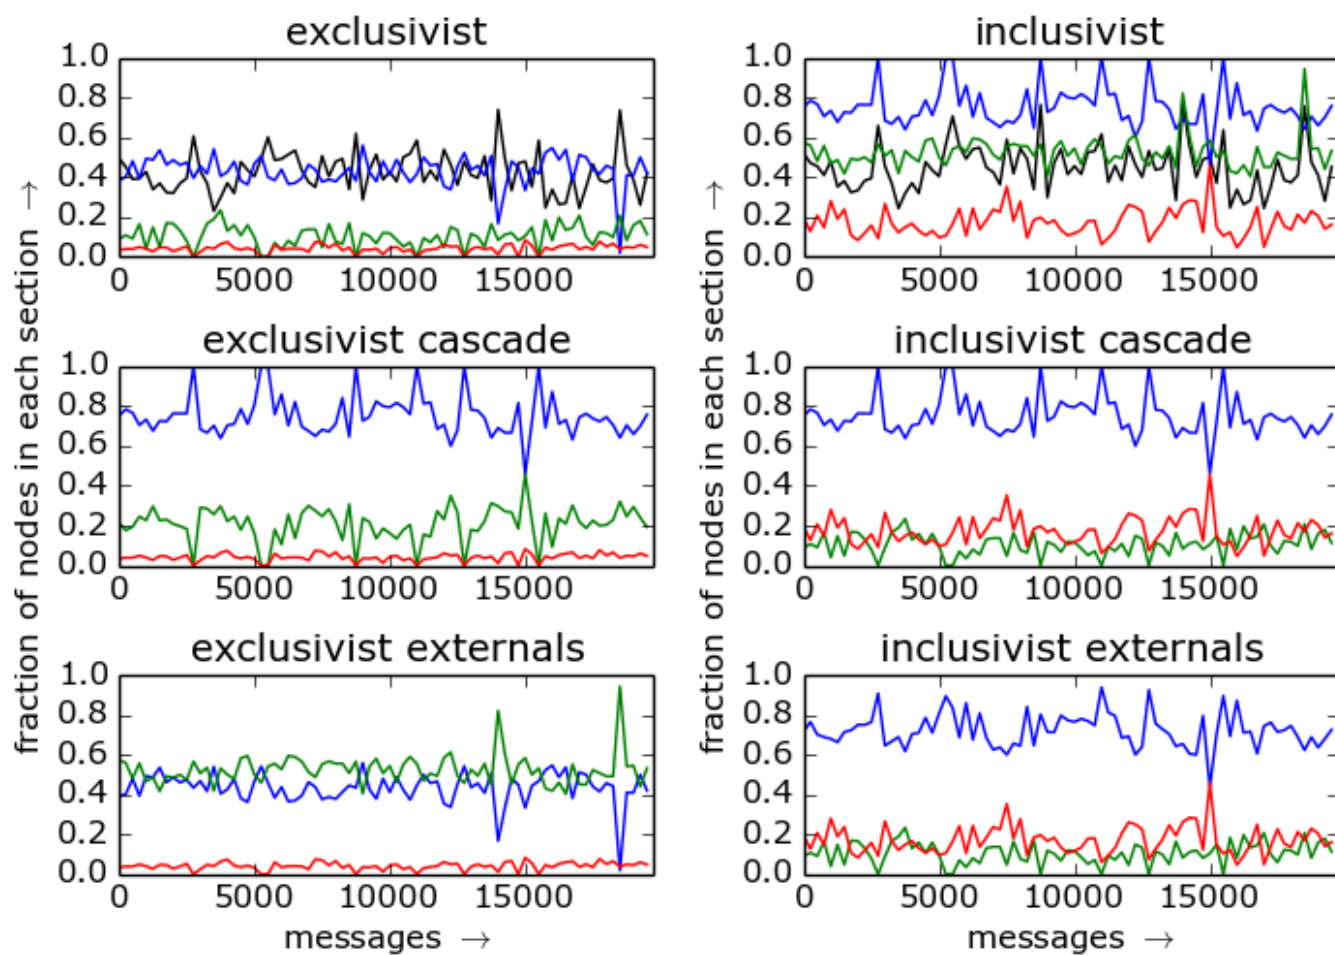 exclusivist
1.0
0.8
0.6
0.4
0.2
1.0
0 5000 10000 15000
inclusivist
1.0
0.8
0.6
0.4
0.2
1.0
0 5000 10000 15000
exclusivist cascade
1.0
0.8
0.6
0.4
0.2
0.0
0 5000 10000 15000
inclusivist cascade
1.0
0.8
0.6
0.4
0.2
0.0
0 5000 10000 15000
exclusivist externals
1.0
0.8
0.6
0.4
0.2
0.0
0 5000 10000 15000
messages →
inclusivist externals
1.0
0.8
0.6
0.4
0.2
0.0
0 5000 10000 15000
messages →
fraction of nodes in each section →
fraction of nodes in each section →